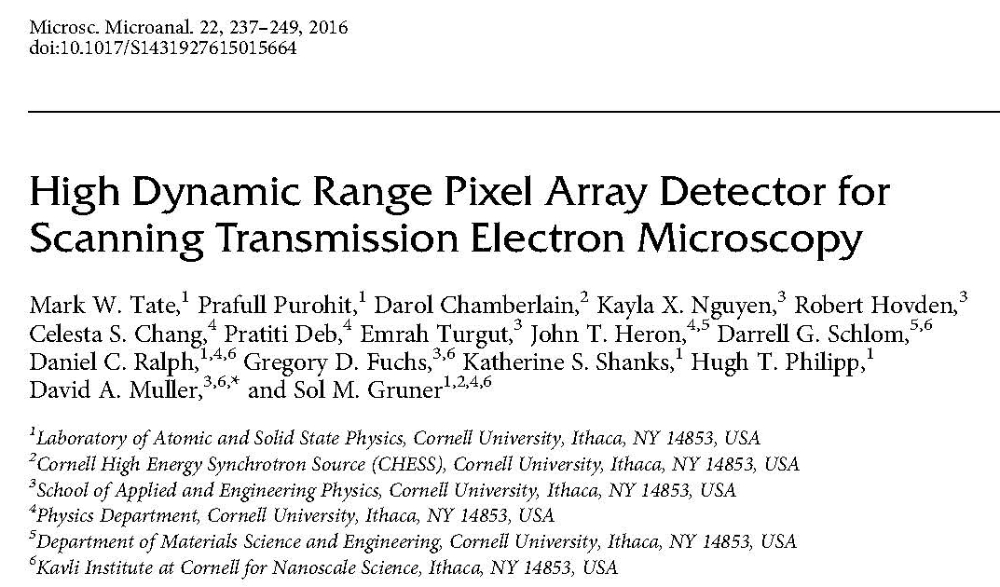 Microsc. Microanal. 22, 237–249, 2016
doi:10.1017/S1431927615015664
High Dynamic Range Pixel Array Detector for
Scanning Transmission Electron Microscopy
Mark W. Tate,¹ Prafull Purohit,¹ Darol Chamberlain,² Kayla X. Nguyen,³ Robert Hovden,³
Celesta S. Chang,⁴ Pratiti Deb,⁴ Emrah Turgut,³ John T. Heron,⁴,⁵ Darrell G. Schlom,⁵,⁶
Daniel C. Ralph,¹,⁴,⁶ Gregory D. Fuchs,³,⁶ Katherine S. Shanks,¹ Hugh T. Philipp,¹
David A. Muller,³,⁶,* and Sol M. Gruner¹,²,⁴,⁶
¹Laboratory of Atomic and Solid State Physics, Cornell University, Ithaca, NY 14853, USA
²Cornell High Energy Synchrotron Source (CHESS), Cornell University, Ithaca, NY 14853, USA
³School of Applied and Engineering Physics, Cornell University, Ithaca, NY 14853, USA
⁴Physics Department, Cornell University, Ithaca, NY 14853, USA
⁵Department of Materials Science and Engineering, Cornell University, Ithaca, NY 14853, USA
⁶Kavli Institute at Cornell for Nanoscale Science, Ithaca, NY 14853, USA